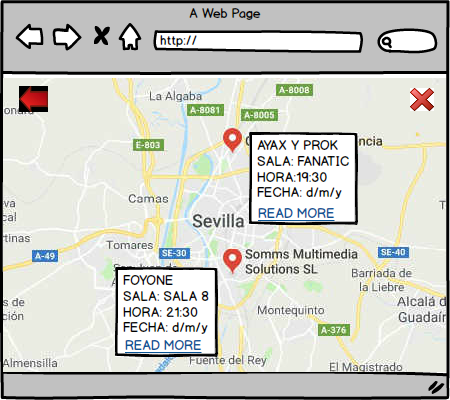 A Web Page
http://
A-8008
La Algaba
A-8081
A-8005
E-803
AYAX Y PROK
SALA: FANATIC
HORA:19:30
FECHA: d/m/y
READ MORE
Camas
Sevilla
Tomares
A-49
SE-30
SE-40
Somms Multimedia
Solutions SL
Barriada de
la Liebre
FOYONE
SALA: SALA 8
HORA: 21:30
FECHA: d/m/y
READ MORE
Alcalá d
Guadaír
Montequinto
A-376
Almensilla
Fuente del Rey
El Magistrado